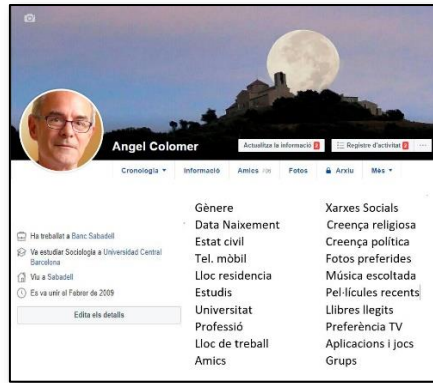 Angel Colomer
Actualitza la informació
Registre d'activitat
Cronologia
Informació
Amics
Fotos
Arxiu
Més
Ha treballat a Banc Sabadell
Va estudiar Sociologia a Universidad Central
Barcelona
Viu a Sabadell
Es va unir el Febrer de 2009
Edita els detalls
Gènere
Data Naixement
Estat civil
Tel. mòbil
Lloc residencia
Estudis
Universitat
Professió
Lloc de treball
Amics
Xarxes Socials
Creença religiosa
Creença política
Fotos preferides
Música escoltada
Pel·lícules recents
Llibres llegits
Preferència TV
Aplicacions i jocs
Grups